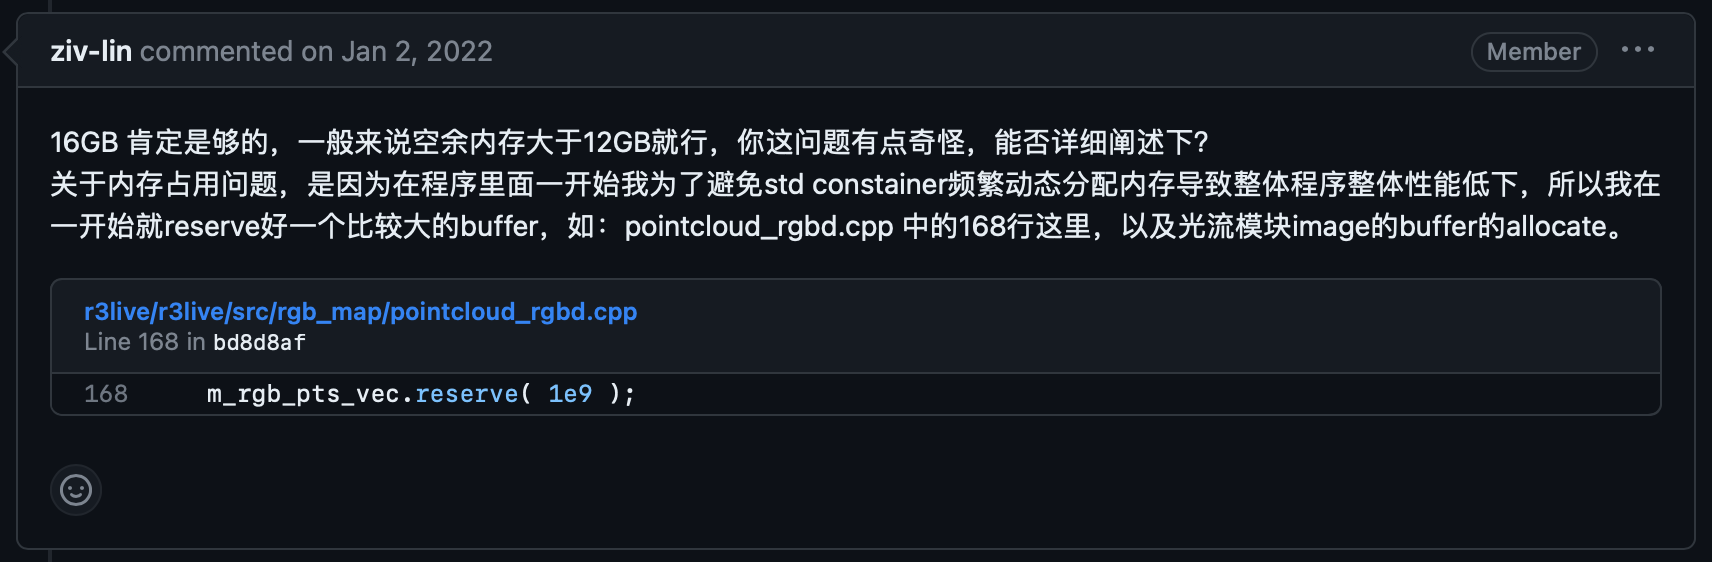 ziv-lin commented on Jan 2, 2022
Member
16GB 肯定是够的，一般来说空余内存大于12GB就行，你这问题有点奇怪，能否详细阐述下？
关于内存占用问题，是因为在程序里面一开始我为了避免std constainer频繁动态分配内存导致整体程序整体性能低下，所以我在
一开始就reserve好一个比较大的buffer，如：pointcloud_rgbd.cpp 中的168行这里，以及光流模块image的buffer的allocate。
r3live/r3live/src/rgb_map/pointcloud_rgbd.cpp
Line 168 in bd8d8af
168 m_rgb_pts_vec.reserve( 1e9 );